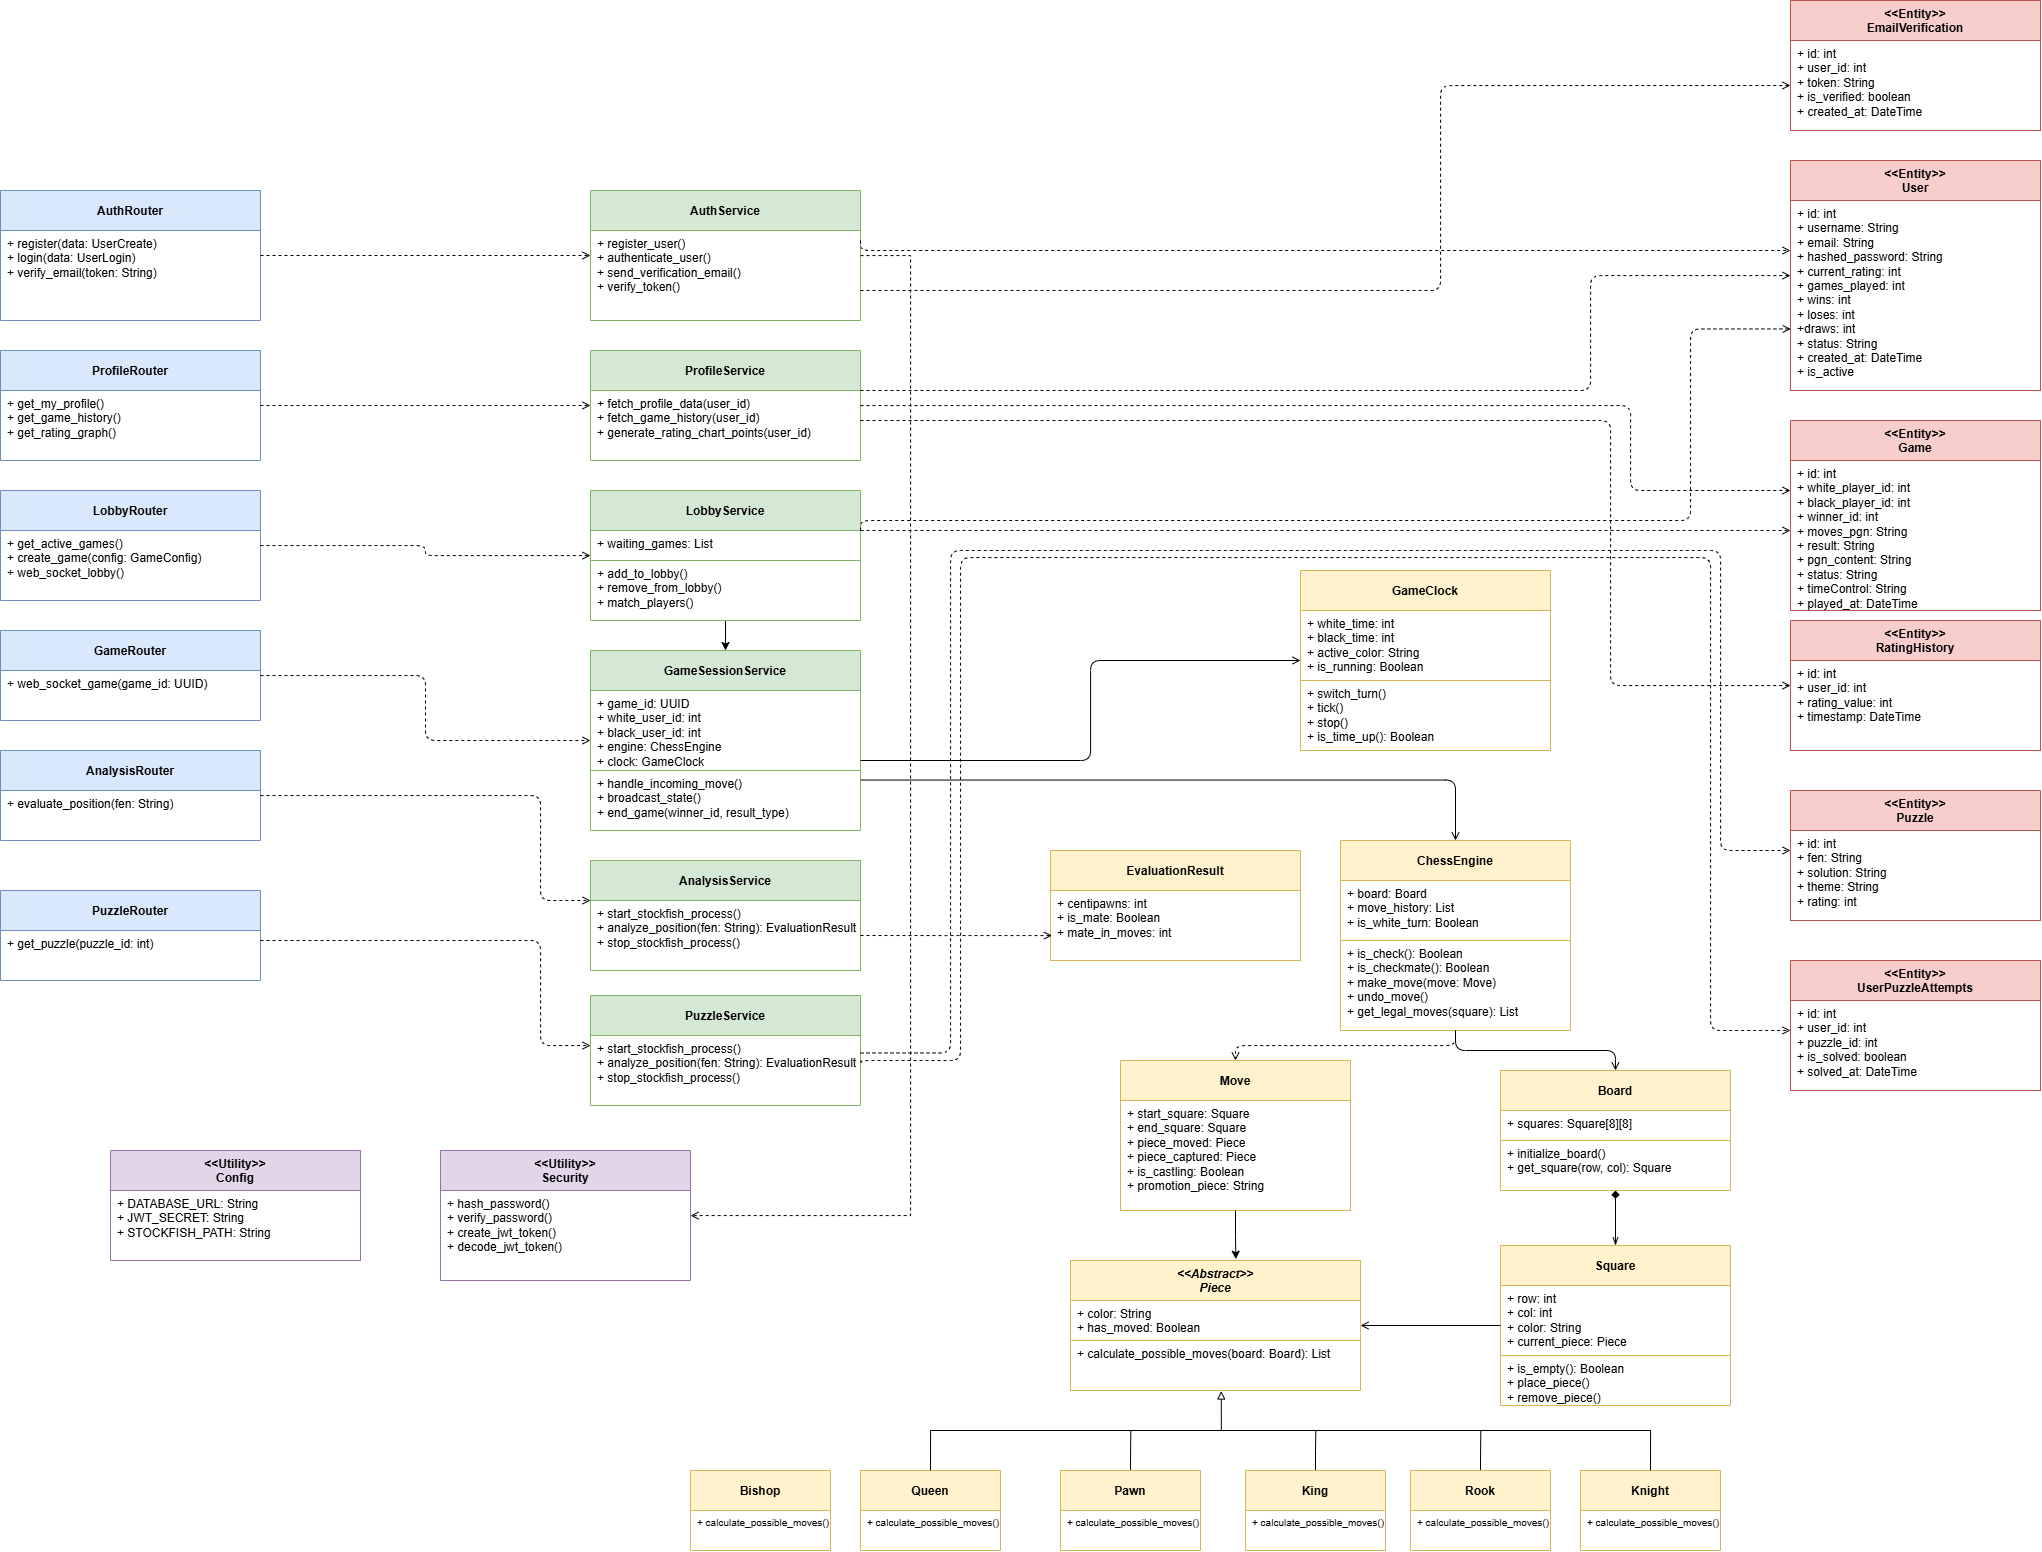 <<Entity>>
EmailVerification
+ id: int
+ user_id: int
+ token: String
+ is_verified: boolean
+ created_at: DateTime
AuthRouter
+ register(data: UserCreate)
+ login(data: UserLogin)
+ verify_email(token: String)
AuthService
+ register_user()
+ authenticate_user()
+ send_verification_email()
+ verify_token()
<<Entity>>
User
+ id: int
+ username: String
+ email: String
+ hashed_password: String
+ current_rating: int
+ games_played: int
+ wins: int
+ loses: int
+draws: int
+ status: String
+ created_at: DateTime
+ is_active
ProfileRouter
+ get_my_profile()
+ get_game_history()
+ get_rating_graph()
ProfileService
+ fetch_profile_data(user_id)
+ fetch_game_history(user_id)
+ generate_rating_chart_points(user_id)
<<Entity>>
Game
+ id: int
+ white_player_id: int
+ black_player_id: int
+ winner_id: int
+ moves_pgn: String
+ result: String
+ pgn_content: String
+ status: String
+ timeControl: String
+ played_at: DateTime
LobbyRouter
+ get_active_games()
+ create_game(config: GameConfig)
+ web_socket_lobby()
LobbyService
+ waiting_games: List
+ add_to_lobby()
+ remove_from_lobby()
+ match_players()
GameClock
+ white_time: int
+ black_time: int
+ active_color: String
+ is_running: Boolean
+ switch_turn()
+ tick()
+ stop()
+ is_time_up(): Boolean
<<Entity>>
RatingHistory
+ id: int
+ user_id: int
+ rating_value: int
+ timestamp: DateTime
GameRouter
+ web_socket_game(game_id: UUID)
GameSessionService
+ game_id: UUID
+ white_user_id: int
+ black_user_id: int
+ engine: ChessEngine
+ clock: GameClock
+ handle_incoming_move()
+ broadcast_state()
+ end_game(winner_id, result_type)
AnalysisRouter
+ evaluate_position(fen: String)
<<Entity>>
Puzzle
+ id: int
+ fen: String
+ solution: String
+ theme: String
+ rating: int
AnalysisService
+ start_stockfish_process()
+ analyze_position(fen: String): EvaluationResult
+ stop_stockfish_process()
EvaluationResult
+ centipawns: int
+ is_mate: Boolean
+ mate_in_moves: int
ChessEngine
+ board: Board
+ move_history: List
+ is_white_turn: Boolean
+ is_check(): Boolean
+ is_checkmate(): Boolean
+ make_move(move: Move)
+ undo_move()
+ get_legal_moves(square): List
PuzzleRouter
+ get_puzzle(puzzle_id: int)
<<Entity>>
UserPuzzleAttempts
+ id: int
+ user_id: int
+ puzzle_id: int
+ is_solved: boolean
+ solved_at: DateTime
PuzzleService
+ start_stockfish_process()
+ analyze_position(fen: String): EvaluationResult
+ stop_stockfish_process()
Move
+ start_square: Square
+ end_square: Square
+ piece_moved: Piece
+ piece_captured: Piece
+ is_castling: Boolean
+ promotion_piece: String
Board
+ squares: Square[8][8]
+ initialize_board()
+ get_square(row, col): Square
<<Utility>>
Config
+ DATABASE_URL: String
+ JWT_SECRET: String
+ STOCKFISH_PATH: String
<<Utility>>
Security
+ hash_password()
+ verify_password()
+ create_jwt_token()
+ decode_jwt_token()
<<Abstract>>
Piece
+ color: String
+ has_moved: Boolean
+ calculate_possible_moves(board: Board): List
Square
+ row: int
+ col: int
+ color: String
+ current_piece: Piece
+ is_empty(): Boolean
+ place_piece()
+ remove_piece()
Bishop
+ calculate_possible_moves()
Queen
+ calculate_possible_moves()
Pawn
+ calculate_possible_moves()
King
+ calculate_possible_moves()
Rook
+ calculate_possible_moves()
Knight
+ calculate_possible_moves()